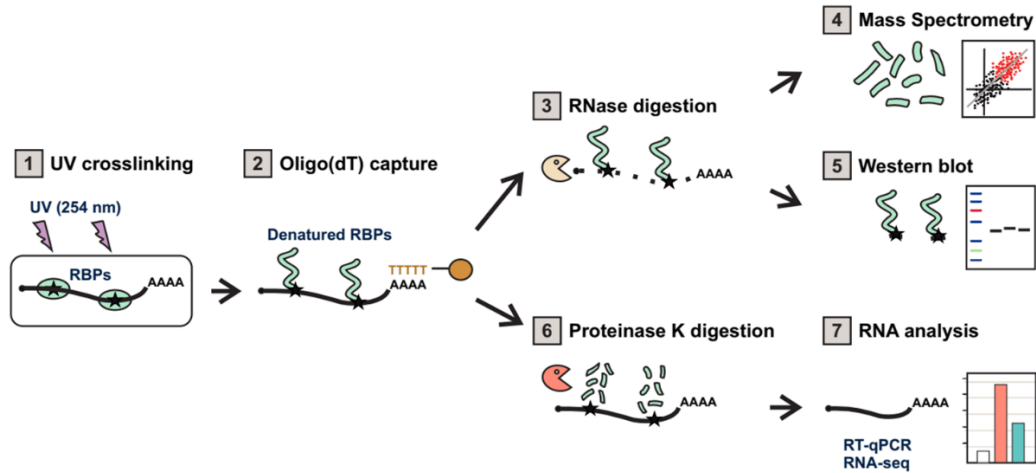 1 UV crosslinking
UV (254 nm)
RBPs
AAAA
2 Oligo(dT) capture
Denatured RBPs
TTTTT
AAAA
3 RNase digestion
AAAA
4 Mass Spectrometry
5 Western blot
6 Proteinase K digestion
AAAA
7 RNA analysis
AAAA
RT-qPCR
RNA-seq